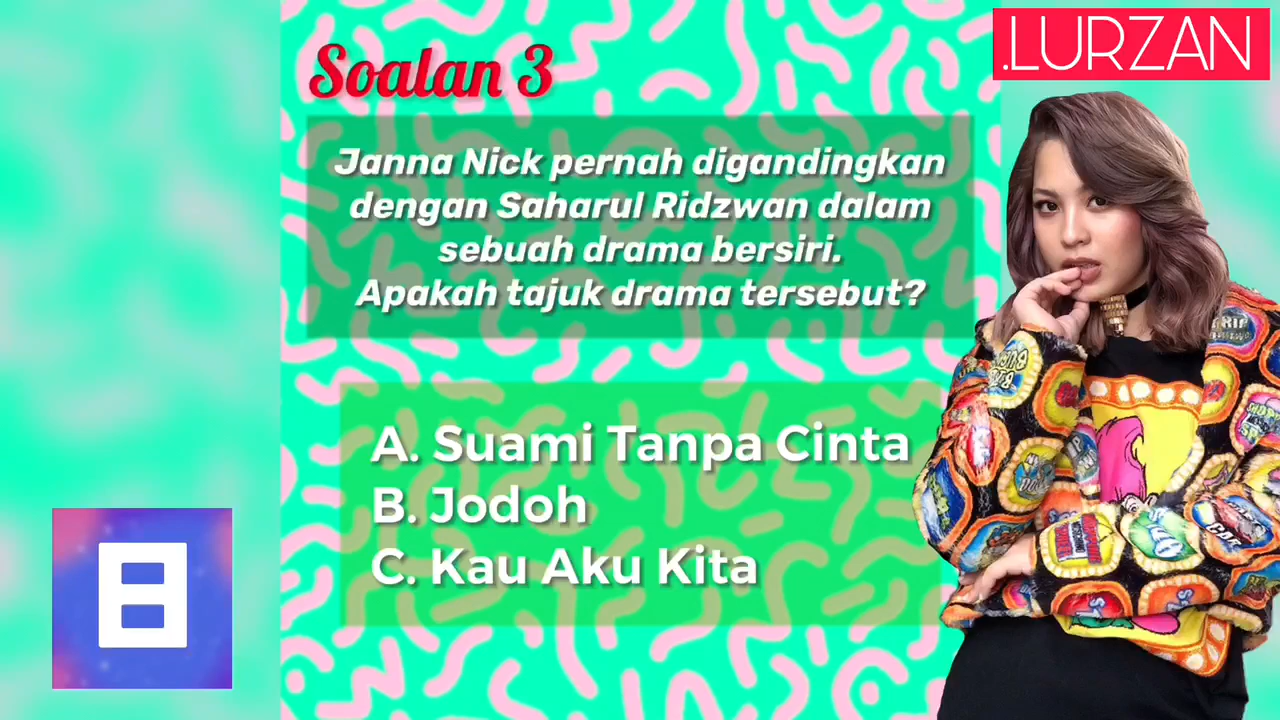 .LURZAN
Soalan 3
Janna Nick pernah digandingkan
dengan Saharul Ridzwan dalam
sebuah drama bersiri.
Apakah tajuk drama tersebut?
A. Suami Tanpa Cinta
B. Jodoh
C. Kau Aku Kita
8